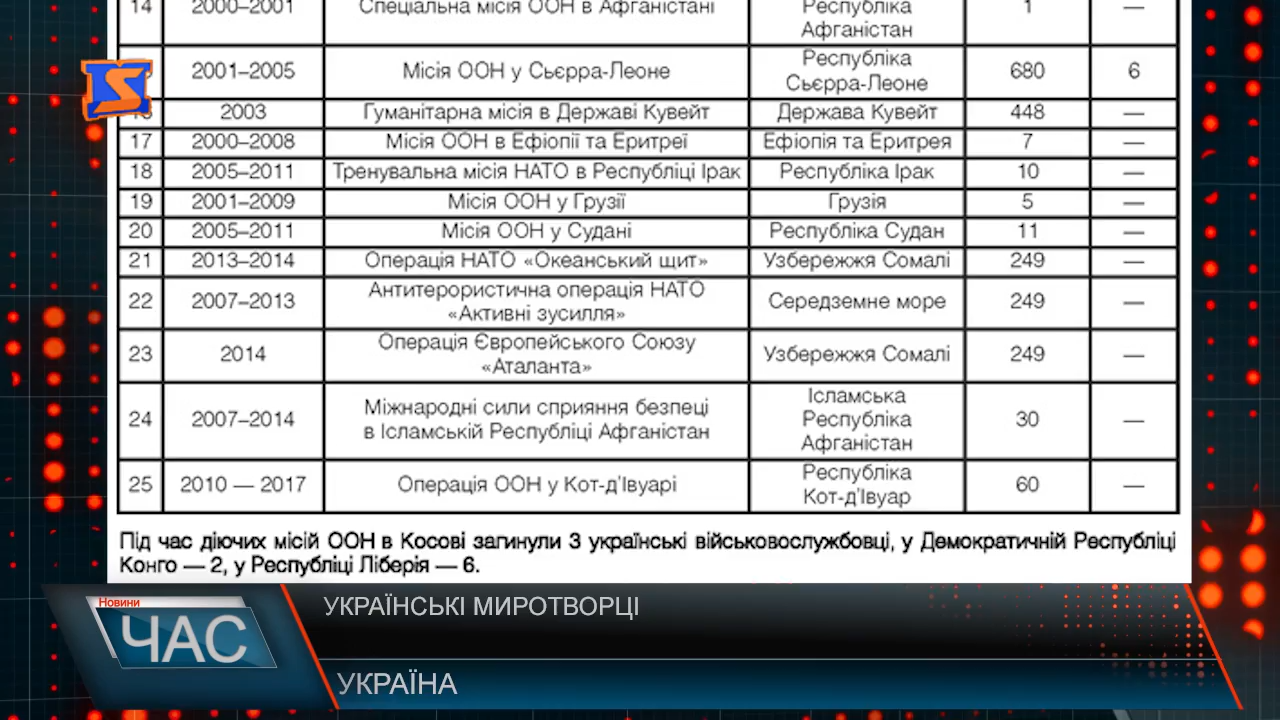 14 2000–2001 Спеціальна місія ООН в Афганістані Республіка Афганістан 1 —
2001–2005 Місія ООН у Сьєрра-Леоне Республіка Сьєрра-Леоне 680 6
2003 Гуманітарна місія в Державі Кувейт Держава Кувейт 448 —
17 2000–2008 Місія ООН в Ефіопії та Еритреї Ефіопія та Еритрея 7 —
18 2005–2011 Тренувальна місія НАТО в Республіці Ірак Республіка Ірак 10 —
19 2001–2009 Місія ООН у Грузії Грузія 5 —
20 2005–2011 Місія ООН у Судані Республіка Судан 11 —
21 2013–2014 Операція НАТО «Океанський щит» Узбережжя Сомалі 249 —
22 2007–2013 Антитерористична операція НАТО «Активні зусилля» Середземне море 249 —
23 2014 Операція Європейського Союзу «Аталанта» Узбережжя Сомалі 249 —
24 2007–2014 Міжнародні сили сприяння безпеці в Ісламській Республіці Афганістан Ісламська Республіка Афганістан 30 —
25 2010 — 2017 Операція ООН у Кот-д'Івуарі Республіка Кот-д'Івуар 60 —
Під час діючих місій ООН в Косові загинули 3 українські військовослужбовці, у Демократичній Республіці
Конго — 2, у Республіці Ліберія — 6.
Новини
ЧАС
УКРАЇНСЬКІ МИРОТВОРЦІ
УКРАЇНА